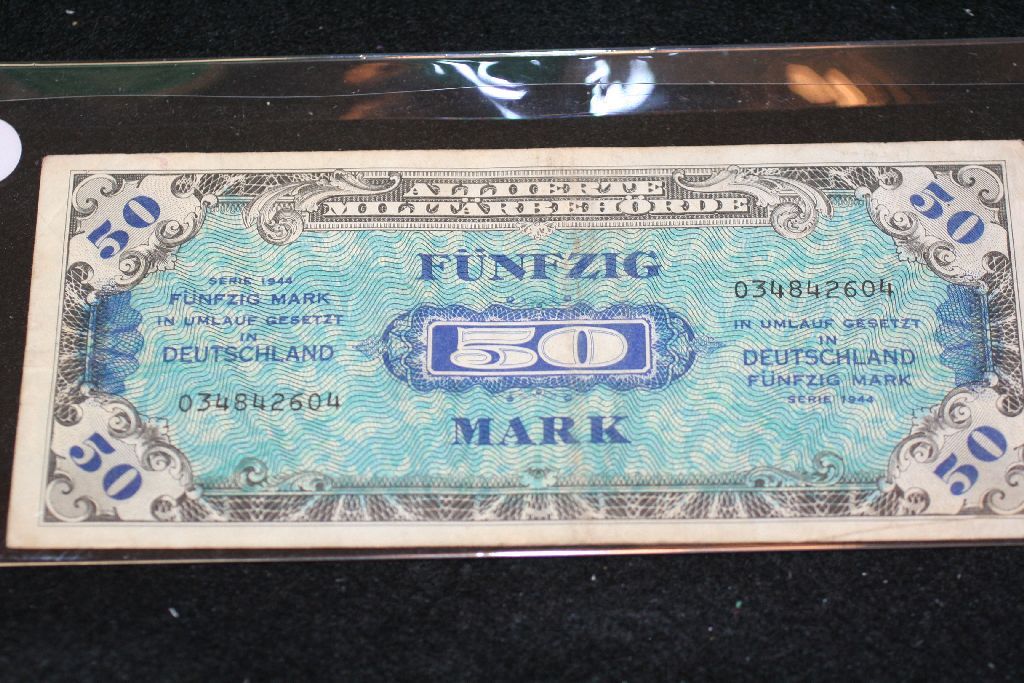 ALLIIERTE
MILITÄRBEHÖRDE
50
50
FÜNFZIG
SERIE 1944
FÜNFZIG MARK
IN UMLAUF GESETZT
IN
DEUTSCHLAND
034842604
50
034842604
IN UMLAUF GESETZT
IN
DEUTSCHLAND
FÜNFZIG MARK
SERIE 1944
MARK
50
50